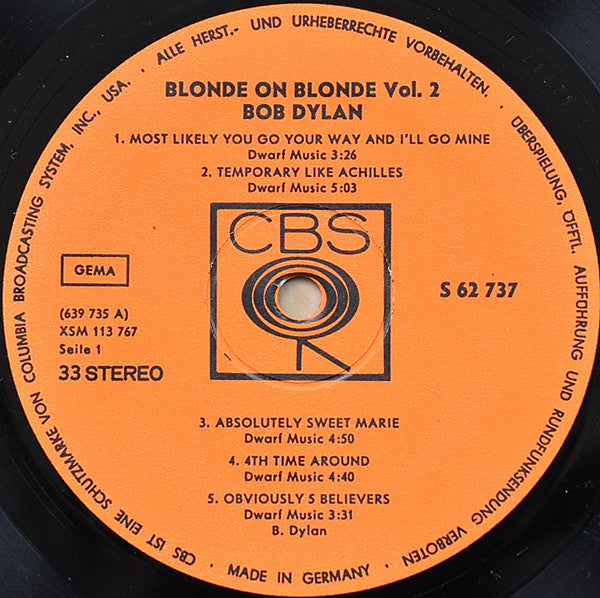 CBS IST EINE SCHUTZMARKE VON COLUMBIA BROADCASTING SYSTEM, INC., USA. · ALLE HERST.- UND URHEBERRECHTE VORBEHALTEN. · ÜBERSPIELUNG, ÖFFTL. AUFFÜHRUNG UND RUNDFUNKSENDUNG VERBOTEN · MADE IN GERMANY ·
BLONDE ON BLONDE Vol. 2
BOB DYLAN
1. MOST LIKELY YOU GO YOUR WAY AND I'LL GO MINE
Dwarf Music 3:26
2. TEMPORARY LIKE ACHILLES
Dwarf Music 5:03
CBS
GEMA
S 62 737
(639 735 A)
XSM 113 767
Seite 1
33 STEREO
3. ABSOLUTELY SWEET MARIE
Dwarf Music 4:50
4. 4TH TIME AROUND
Dwarf Music 4:40
5. OBVIOUSLY 5 BELIEVERS
Dwarf Music 3:31
B. Dylan